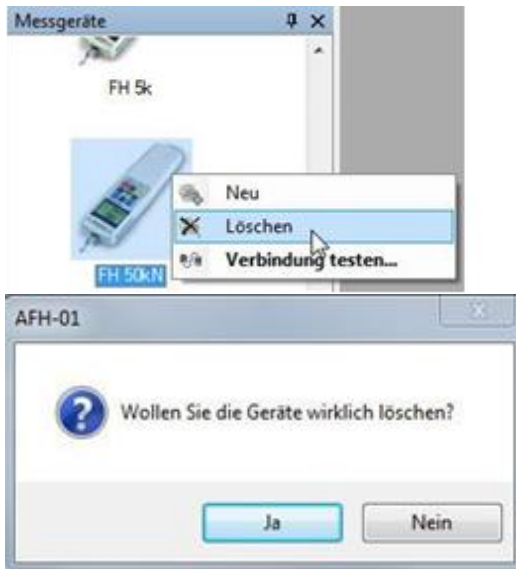 Messgeräte
FH 5k
Neu
Löschen
Verbindung testen...
FH 50kN
AFH-01
Wollen Sie die Geräte wirklich löschen?
Ja
Nein